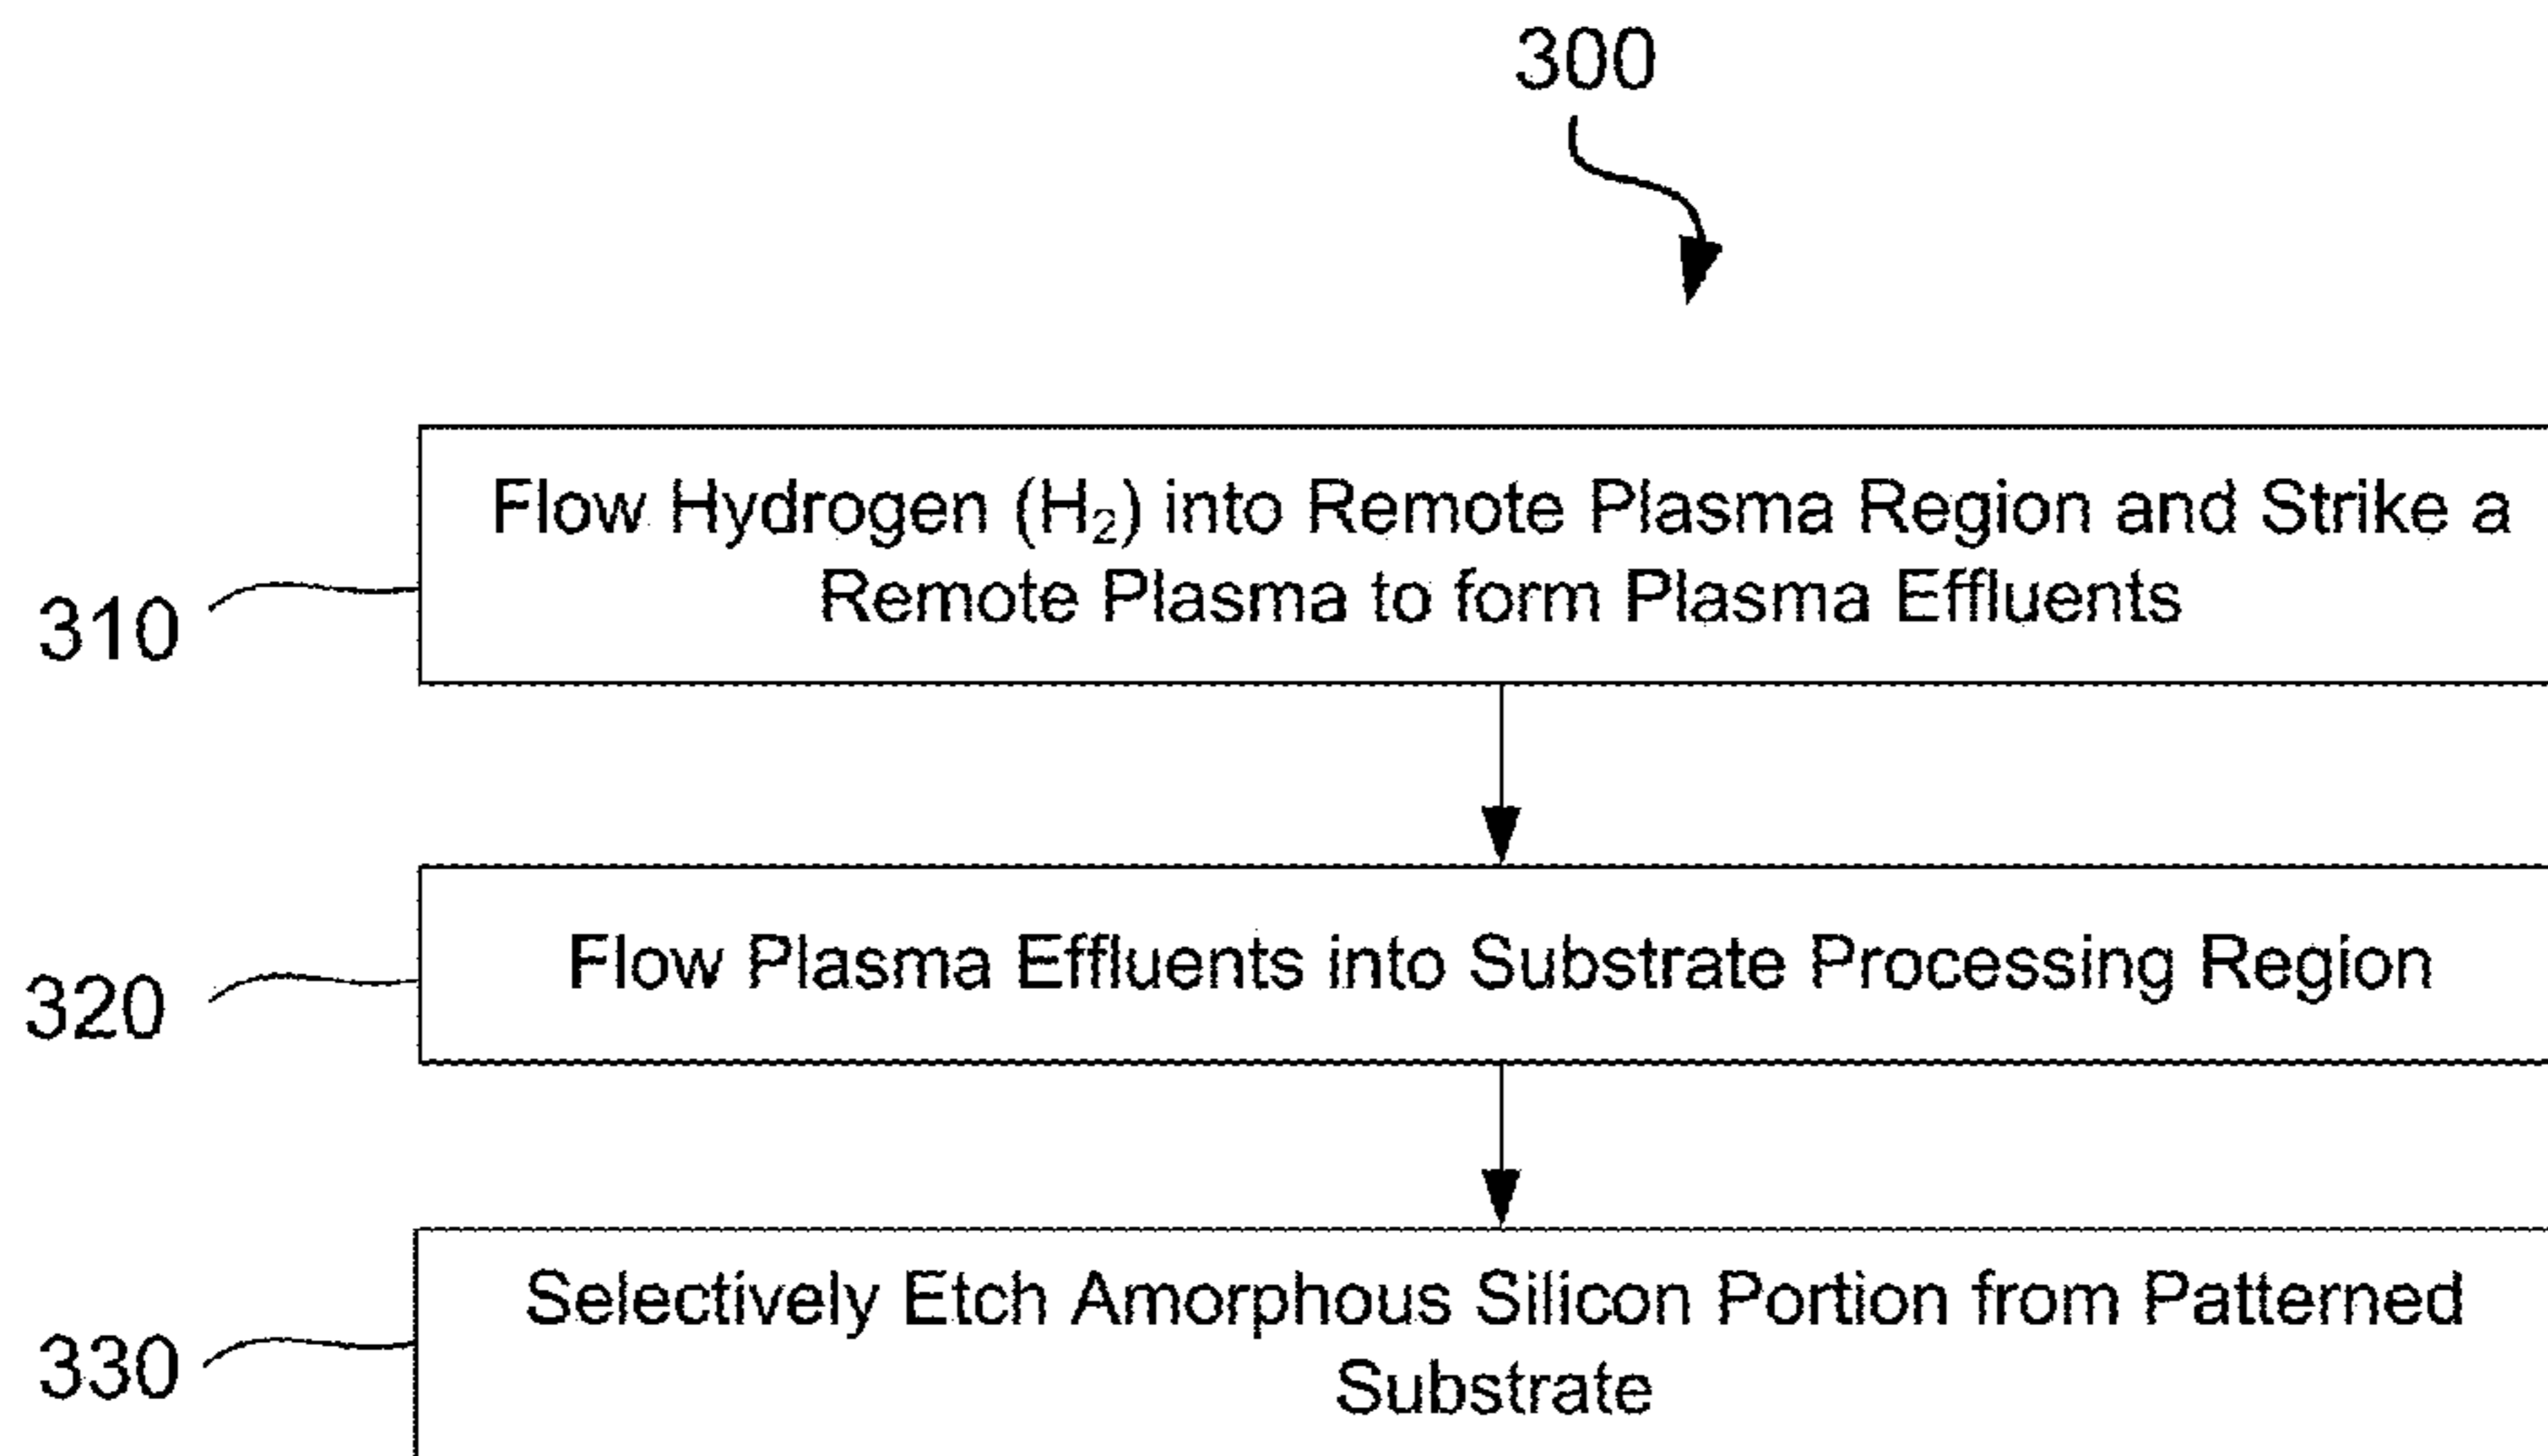 300
310
Flow Hydrogen (H₂) into Remote Plasma Region and Strike a
Remote Plasma to form Plasma Effluents
320
Flow Plasma Effluents into Substrate Processing Region
330
Selectively Etch Amorphous Silicon Portion from Patterned
Substrate